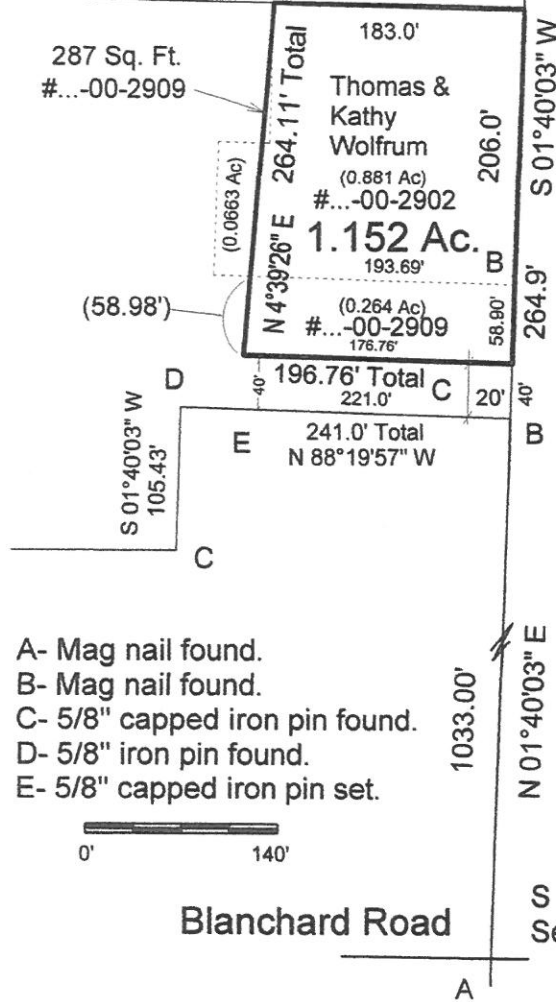 183.0'
287 Sq. Ft.
#...-00-2909
264.11' Total
Thomas &
Kathy
Wolfrum
(0.881 Ac)
#...-00-2902
206.0'
S 01°40'03" W
(0.0663 Ac)
N 4°39'26" E
1.152 Ac.
193.69'
B
264.9'
(58.98')
(0.264 Ac)
#...-00-2909
176.76'
58.90'
D
40'
196.76' Total
C
20'
40'
221.0'
E
241.0' Total
N 88°19'57" W
B
S 01°40'03" W
105.43'
C
A- Mag nail found.
B- Mag nail found.
C- 5/8" capped iron pin found.
D- 5/8" iron pin found.
E- 5/8" capped iron pin set.
1033.00'
N 01°40'03" E
0'
140'
Blanchard Road
S
A